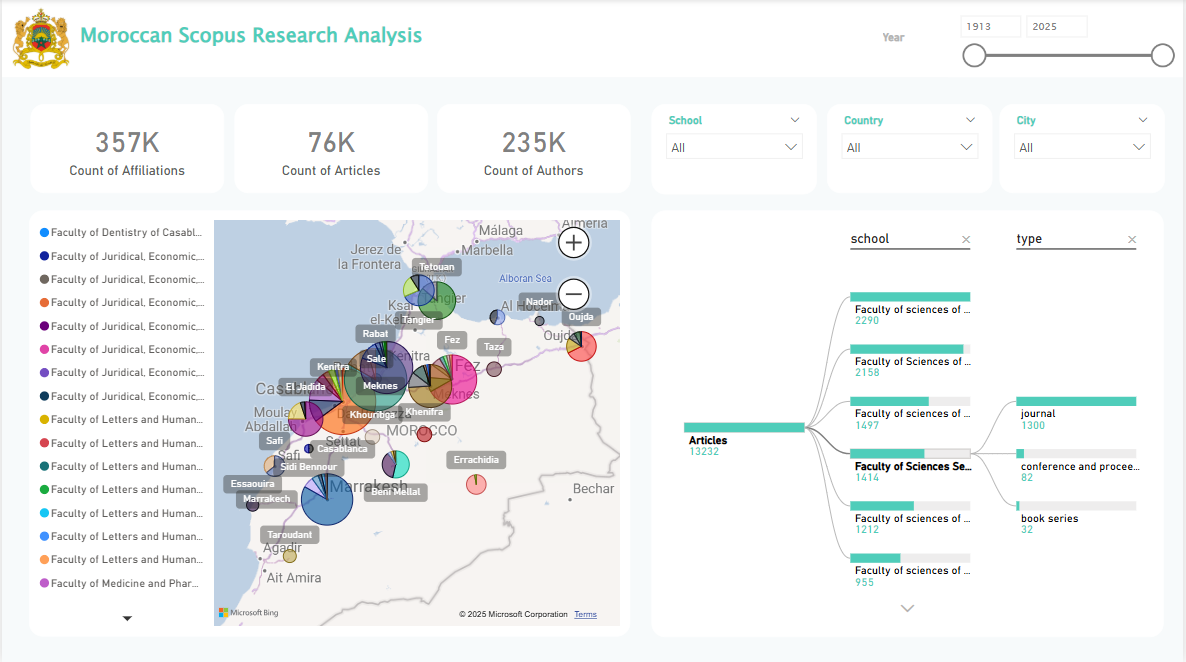 Moroccan Scopus Research Analysis
Year
1913
2025
357K
Count of Affiliations
76K
Count of Articles
235K
Count of Authors
School
All
Country
All
City
All
Faculty of Dentistry of Casabl...
Faculty of Juridical, Economic,...
Faculty of Juridical, Economic,...
Faculty of Juridical, Economic,...
Faculty of Juridical, Economic,...
Faculty of Juridical, Economic,...
Faculty of Juridical, Economic,...
Faculty of Juridical, Economic,...
Faculty of Letters and Human...
Faculty of Letters and Human...
Faculty of Letters and Human...
Faculty of Letters and Human...
Faculty of Letters and Human...
Faculty of Letters and Human...
Faculty of Letters and Human...
Faculty of Medicine and Phar...
Almería
Málaga
Jerez de
la Frontera
Marbella
Tetouan
Alboran Sea
Tangier
Nador
Ksar
el-Kebir
Al Hoceima
Oujda
Tangier
Rabat
Fez
Oujda
Taza
Sale
Kenitra
Kenitra
Fez
Casablanca
El Jadida
Meknes
Meknes
Moulay
Abdallah
Khouribga
Khenifra
MOROCCO
Safi
Settat
Casablanca
Safi
Sidi Bennour
Errachidia
Essaouira
Marrakesh
Marrakech
Beni Mellal
Bechar
Taroudant
Agadir
Ait Amira
Microsoft Bing
© 2025 Microsoft Corporation Terms
school
type
Faculty of sciences of ...
2290
Faculty of Sciences of ...
2158
Faculty of sciences of ...
1497
journal
1300
Articles
13232
Faculty of Sciences Se...
1414
conference and procee...
82
Faculty of sciences of ...
1212
book series
32
Faculty of sciences of ...
955